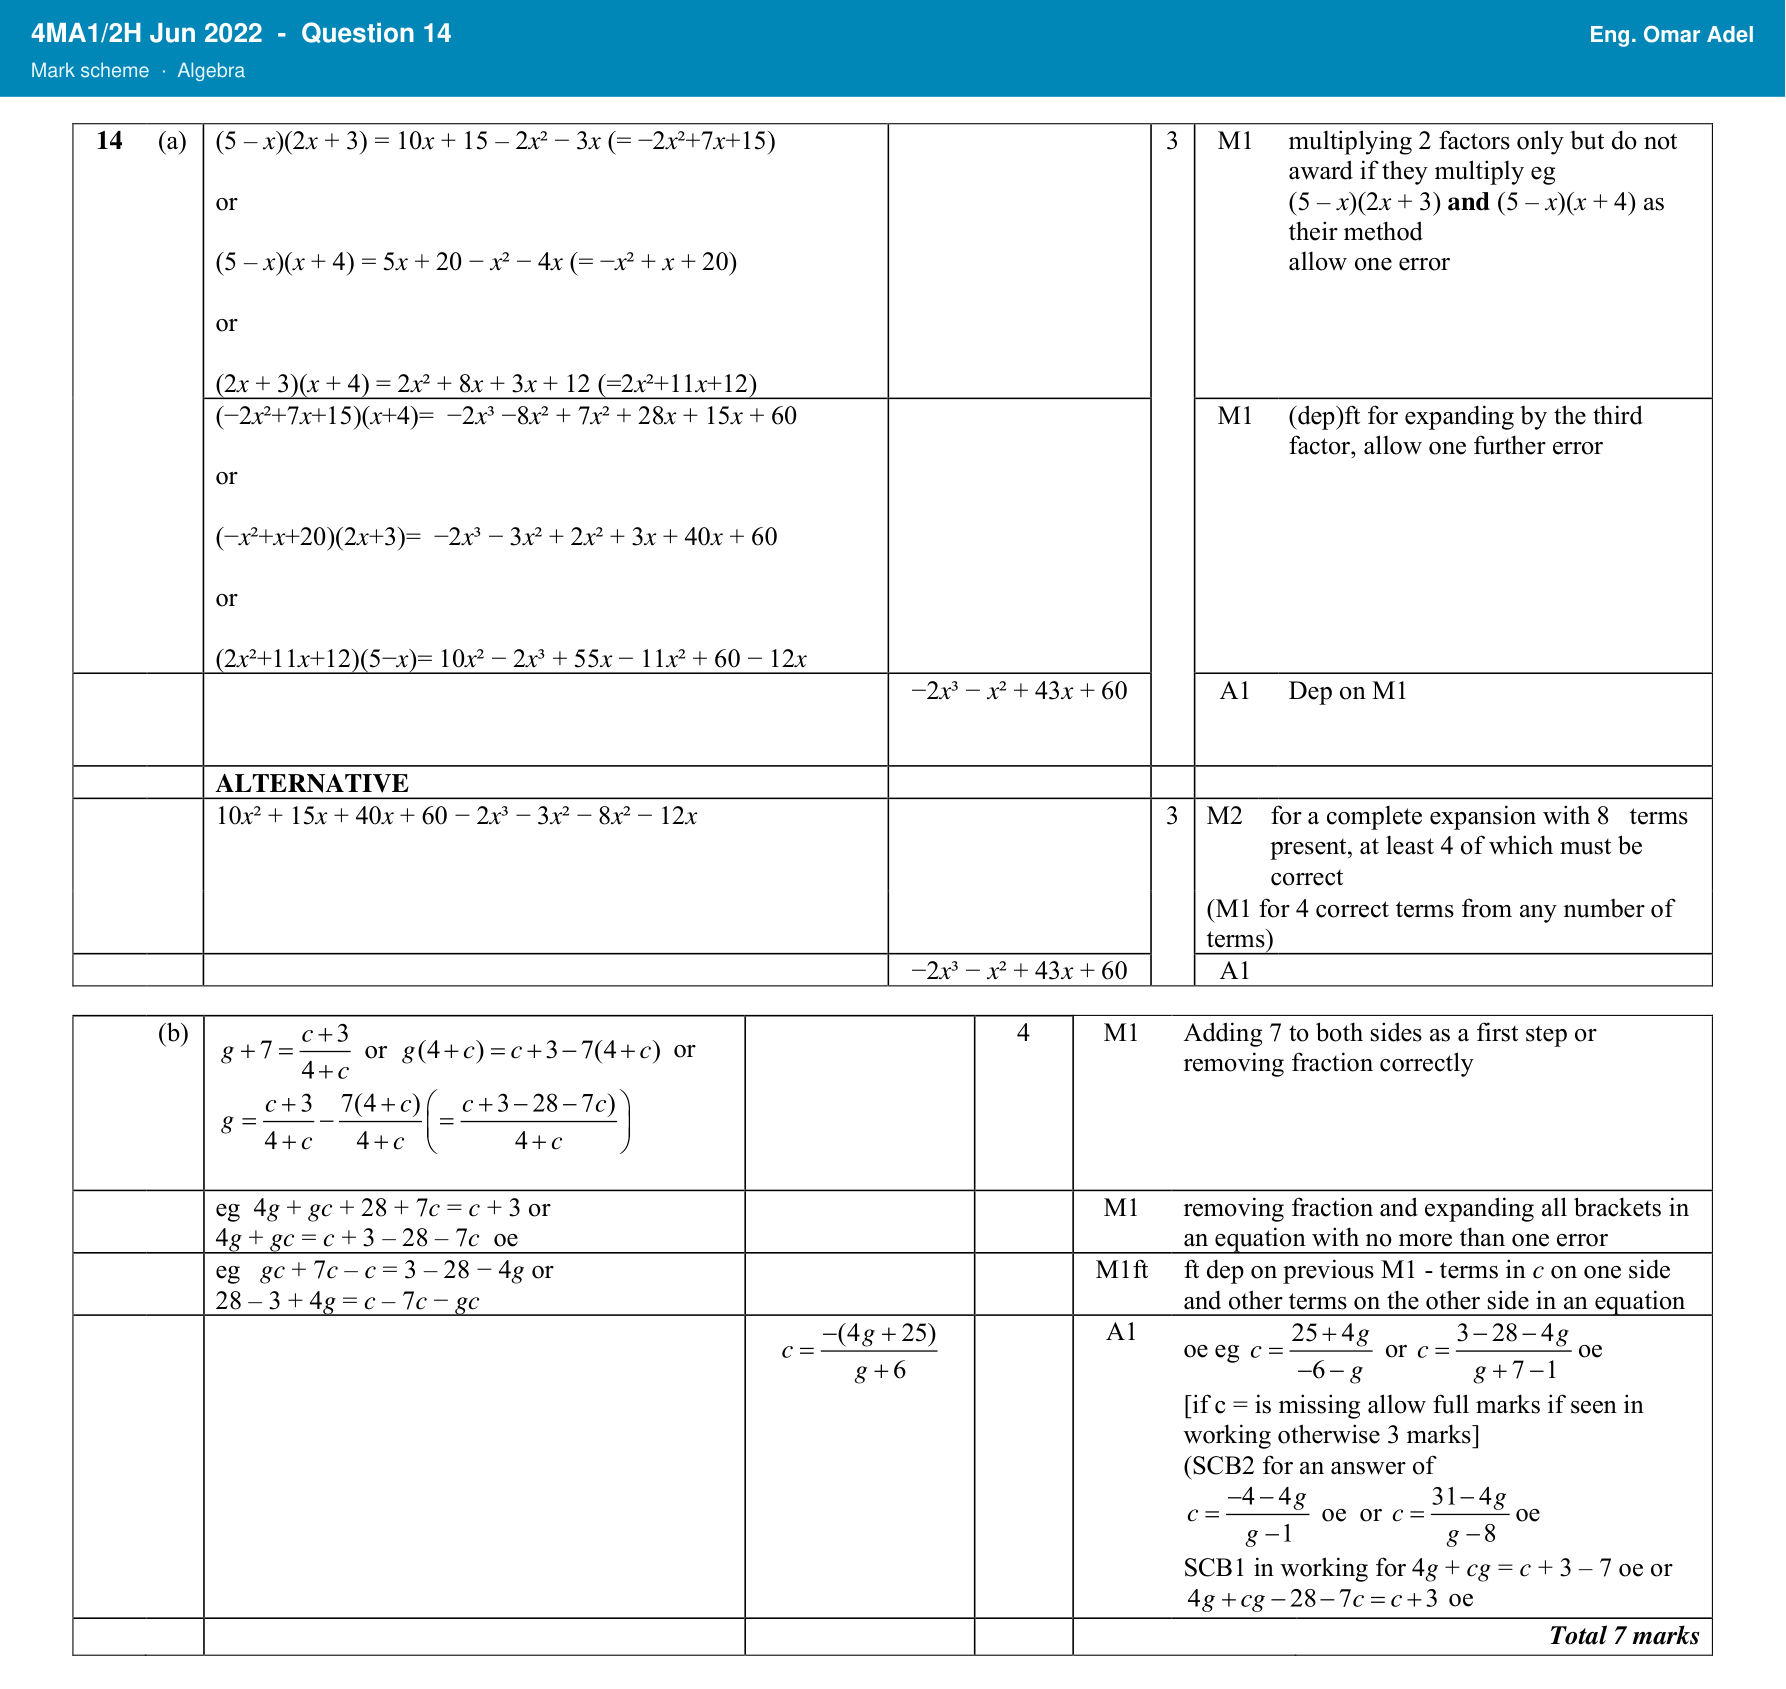 4MA1/2H Jun 2022 - Question 14
Eng. Omar Adel
Mark scheme · Algebra
14 (a) (5 – x)(2x + 3) = 10x + 15 – 2x² − 3x (= −2x²+7x+15)
or
(5 – x)(x + 4) = 5x + 20 − x² − 4x (= −x² + x + 20)
or
(2x + 3)(x + 4) = 2x² + 8x + 3x + 12 (=2x²+11x+12)
3
M1 multiplying 2 factors only but do not
award if they multiply eg
(5 – x)(2x + 3) and (5 – x)(x + 4) as
their method
allow one error
(−2x²+7x+15)(x+4)= −2x³ −8x² + 7x² + 28x + 15x + 60
or
(−x²+x+20)(2x+3)= −2x³ − 3x² + 2x² + 3x + 40x + 60
or
(2x²+11x+12)(5−x)= 10x² − 2x³ + 55x − 11x² + 60 − 12x
M1 (dep)ft for expanding by the third
factor, allow one further error
−2x³ − x² + 43x + 60
A1 Dep on M1
ALTERNATIVE
10x² + 15x + 40x + 60 − 2x³ − 3x² − 8x² − 12x
3
M2 for a complete expansion with 8 terms
present, at least 4 of which must be
correct
(M1 for 4 correct terms from any number of
terms)
−2x³ − x² + 43x + 60
A1
(b) g + 7 = (c + 3)/(4 + c) or g(4 + c) = c + 3 − 7(4 + c) or
g = (c + 3)/(4 + c) − 7(4 + c)/(4 + c) (= (c + 3 − 28 − 7c)/(4 + c))
4
M1 Adding 7 to both sides as a first step or
removing fraction correctly
eg 4g + gc + 28 + 7c = c + 3 or
4g + gc = c + 3 – 28 – 7c oe
M1 removing fraction and expanding all brackets in
an equation with no more than one error
eg gc + 7c – c = 3 – 28 − 4g or
28 – 3 + 4g = c – 7c − gc
M1ft ft dep on previous M1 - terms in c on one side
and other terms on the other side in an equation
c = −(4g + 25)/(g + 6)
A1 oe eg c = (25 + 4g)/(−6 − g) or c = (3 − 28 − 4g)/(g + 7 − 1) oe
[if c = is missing allow full marks if seen in
working otherwise 3 marks]
(SCB2 for an answer of
c = (−4 − 4g)/(g − 1) oe or c = (31 − 4g)/(g − 8) oe
SCB1 in working for 4g + cg = c + 3 – 7 oe or
4g + cg − 28 − 7c = c + 3 oe
Total 7 marks